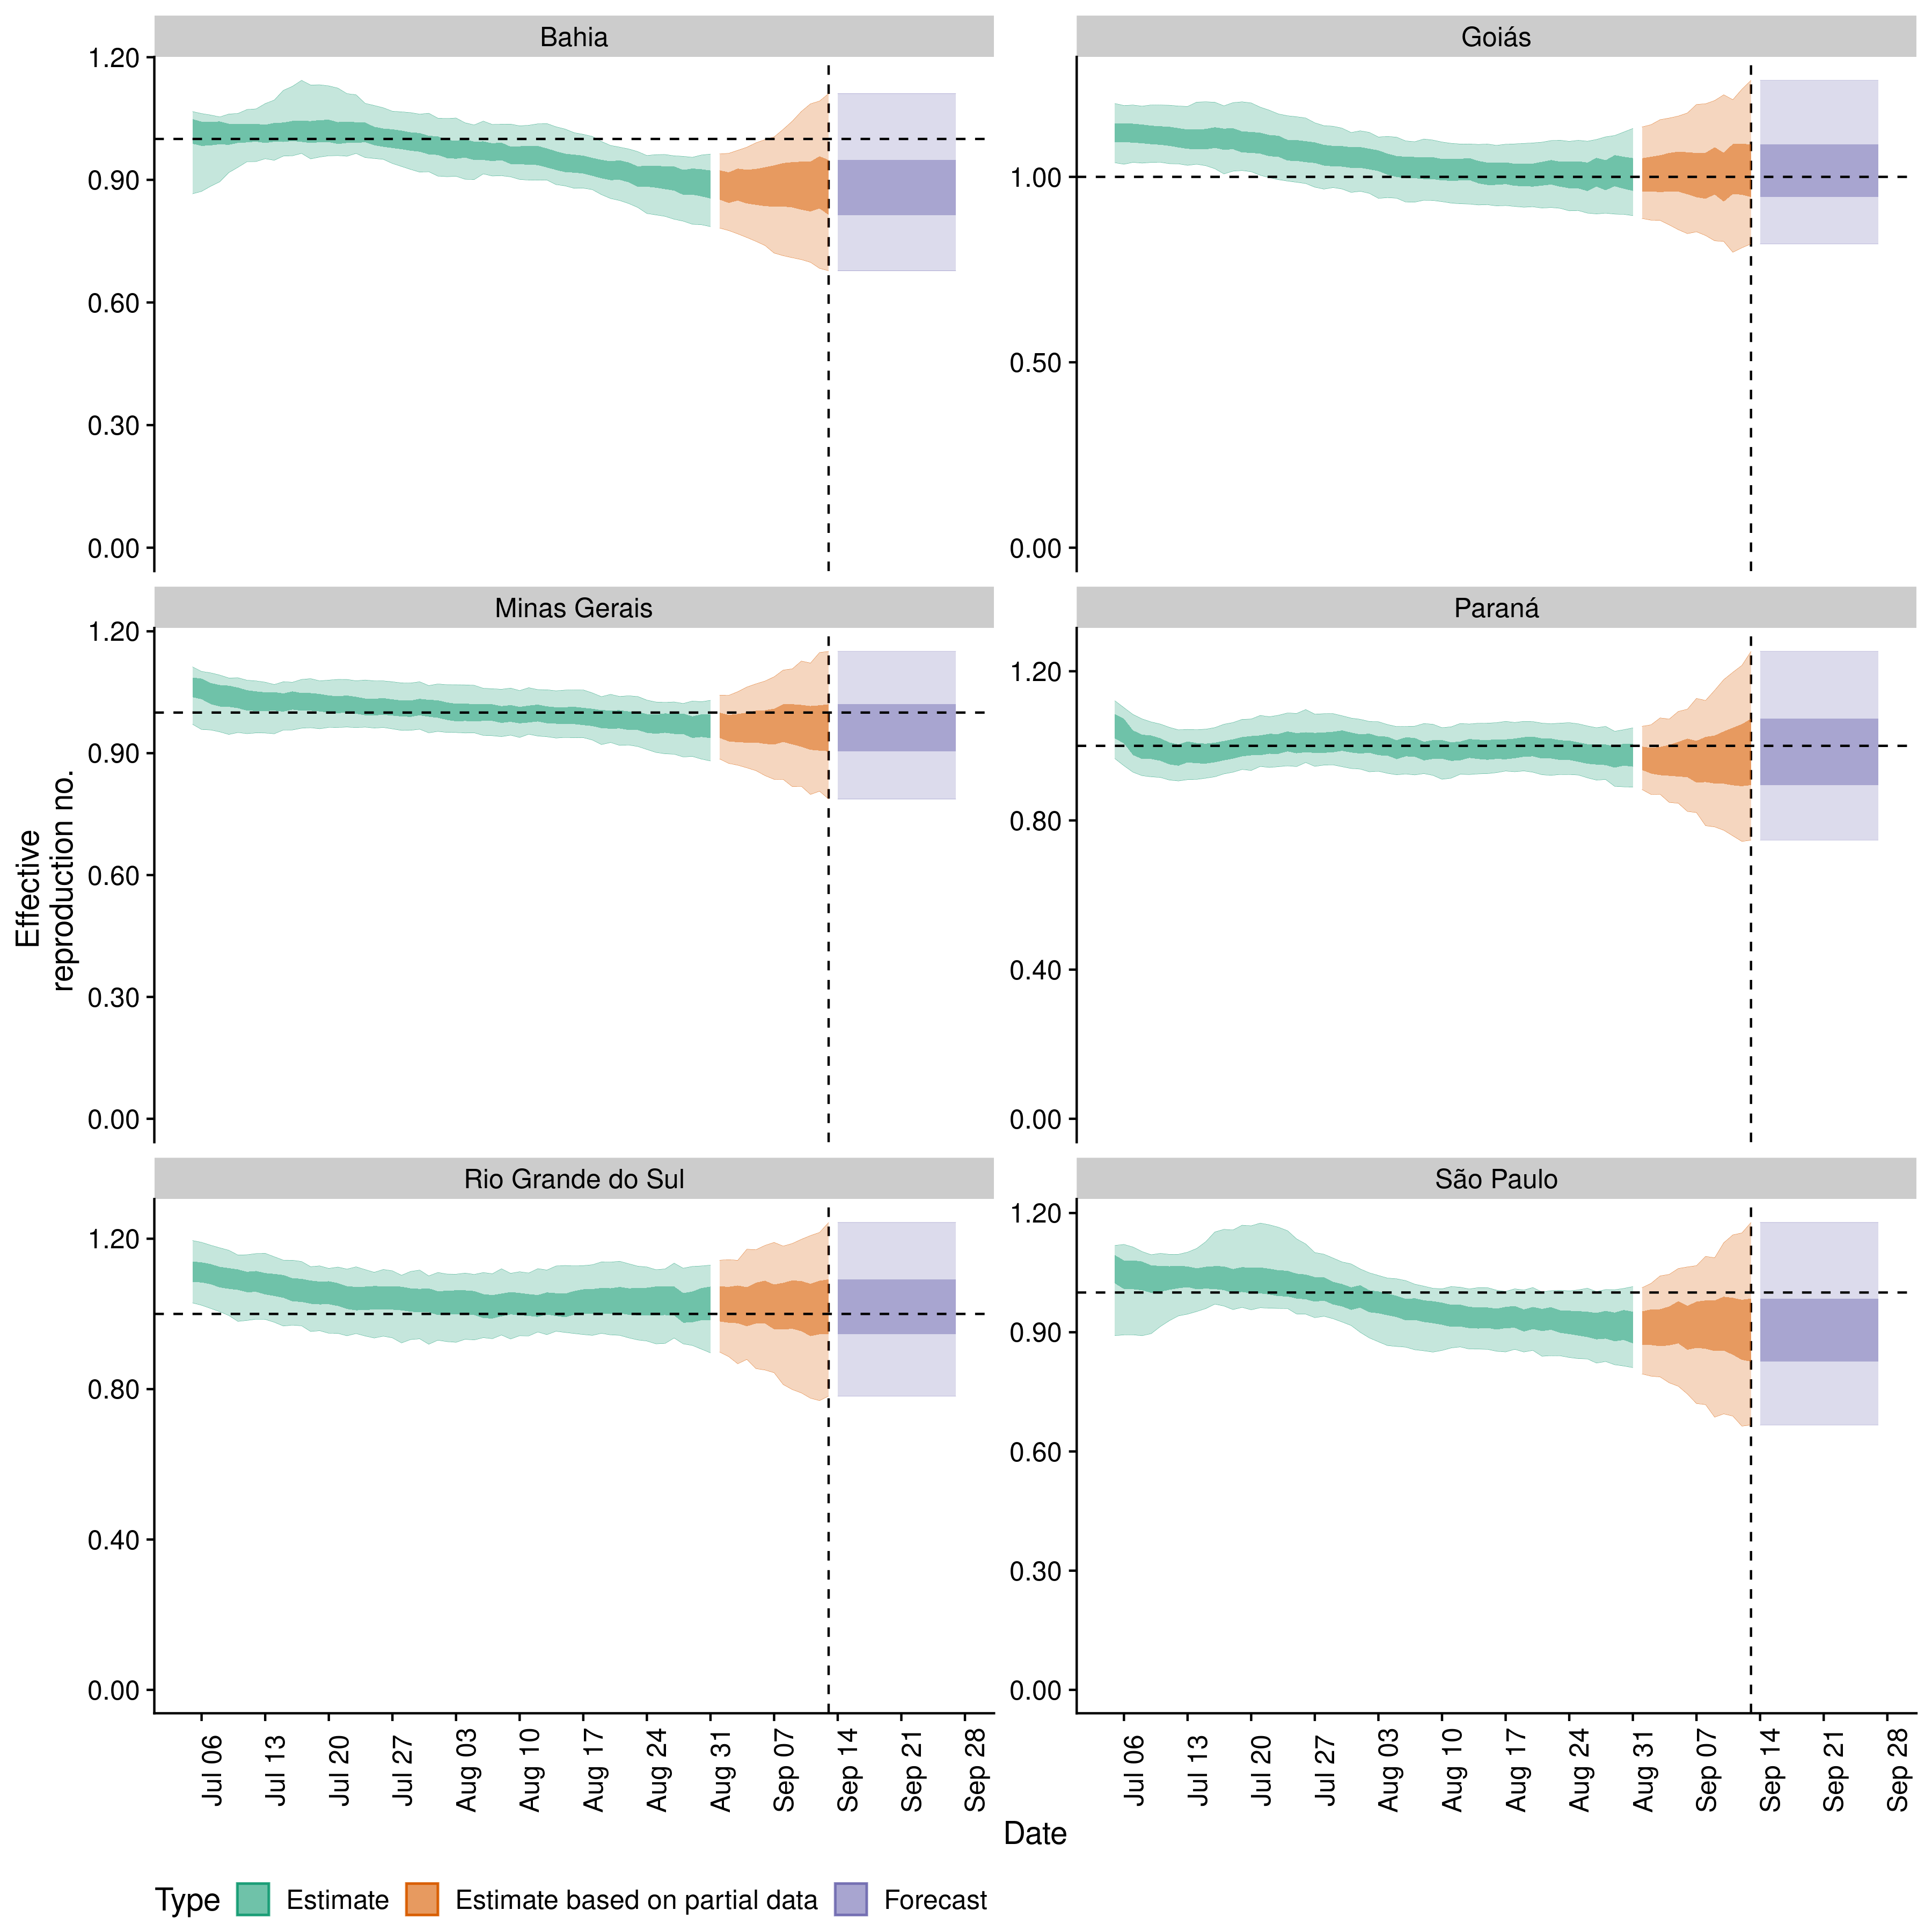 Bahia
Goiás
1.20
0.90
0.60
0.30
0.00
1.00
0.50
0.00
Minas Gerais
Paraná
1.20
0.90
0.60
0.30
0.00
1.20
0.80
0.40
0.00
Effective
reproduction no.
Rio Grande do Sul
São Paulo
1.20
0.80
0.40
0.00
1.20
0.90
0.60
0.30
0.00
Jul 06
Jul 13
Jul 20
Jul 27
Aug 03
Aug 10
Aug 17
Aug 24
Aug 31
Sep 07
Sep 14
Sep 21
Sep 28
Jul 06
Jul 13
Jul 20
Jul 27
Aug 03
Aug 10
Aug 17
Aug 24
Aug 31
Sep 07
Sep 14
Sep 21
Sep 28
Date
Type Estimate Estimate based on partial data Forecast